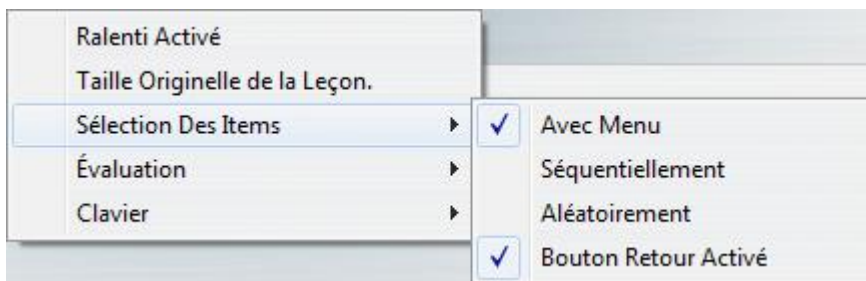 Ralenti Activé
Taille Originelle de la Leçon.
Sélection Des Items
Évaluation
Clavier
Avec Menu
Séquentiellement
Aléatoirement
Bouton Retour Activé